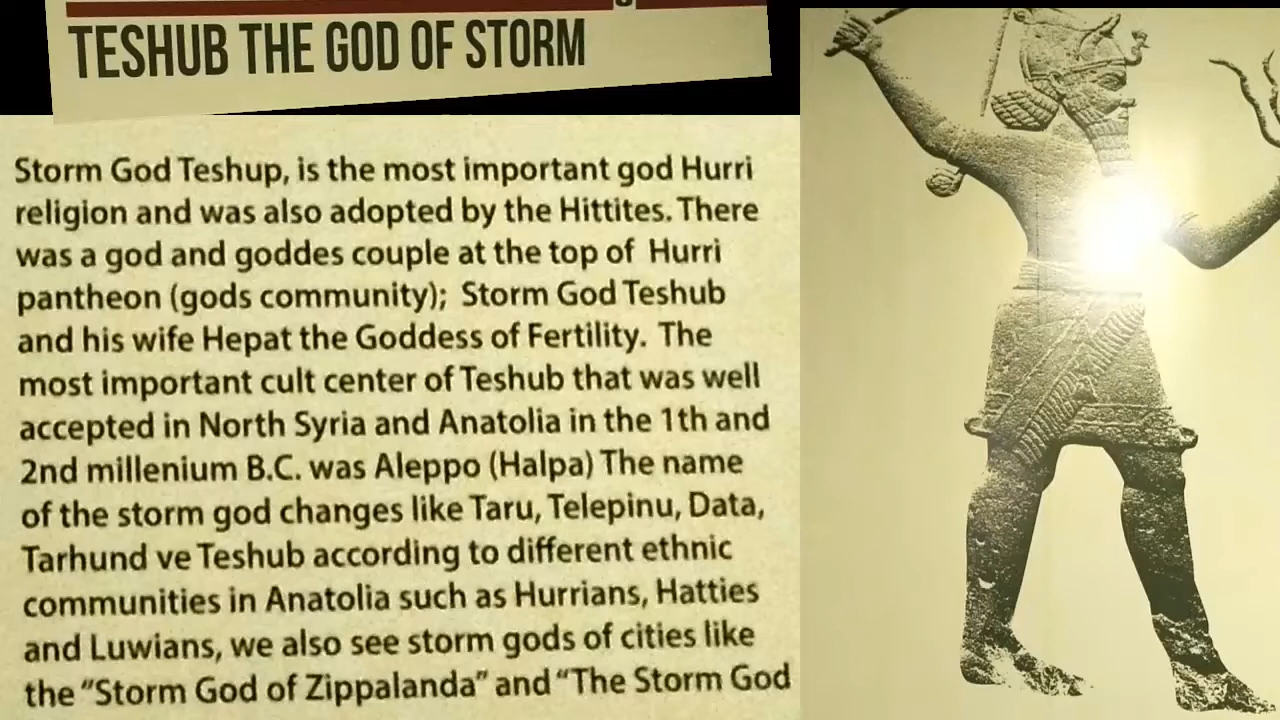 TESHUB THE GOD OF STORM
Storm God Teshup, is the most important god Hurri
religion and was also adopted by the Hittites. There
was a god and goddes couple at the top of Hurri
pantheon (gods community); Storm God Teshub
and his wife Hepat the Goddess of Fertility. The
most important cult center of Teshub that was well
accepted in North Syria and Anatolia in the 1th and
2nd millenium B.C. was Aleppo (Halpa) The name
of the storm god changes like Taru, Telepinu, Data,
Tarhund ve Teshub according to different ethnic
communities in Anatolia such as Hurrians, Hatties
and Luwians, we also see storm gods of cities like
the "Storm God of Zippalanda" and "The Storm God